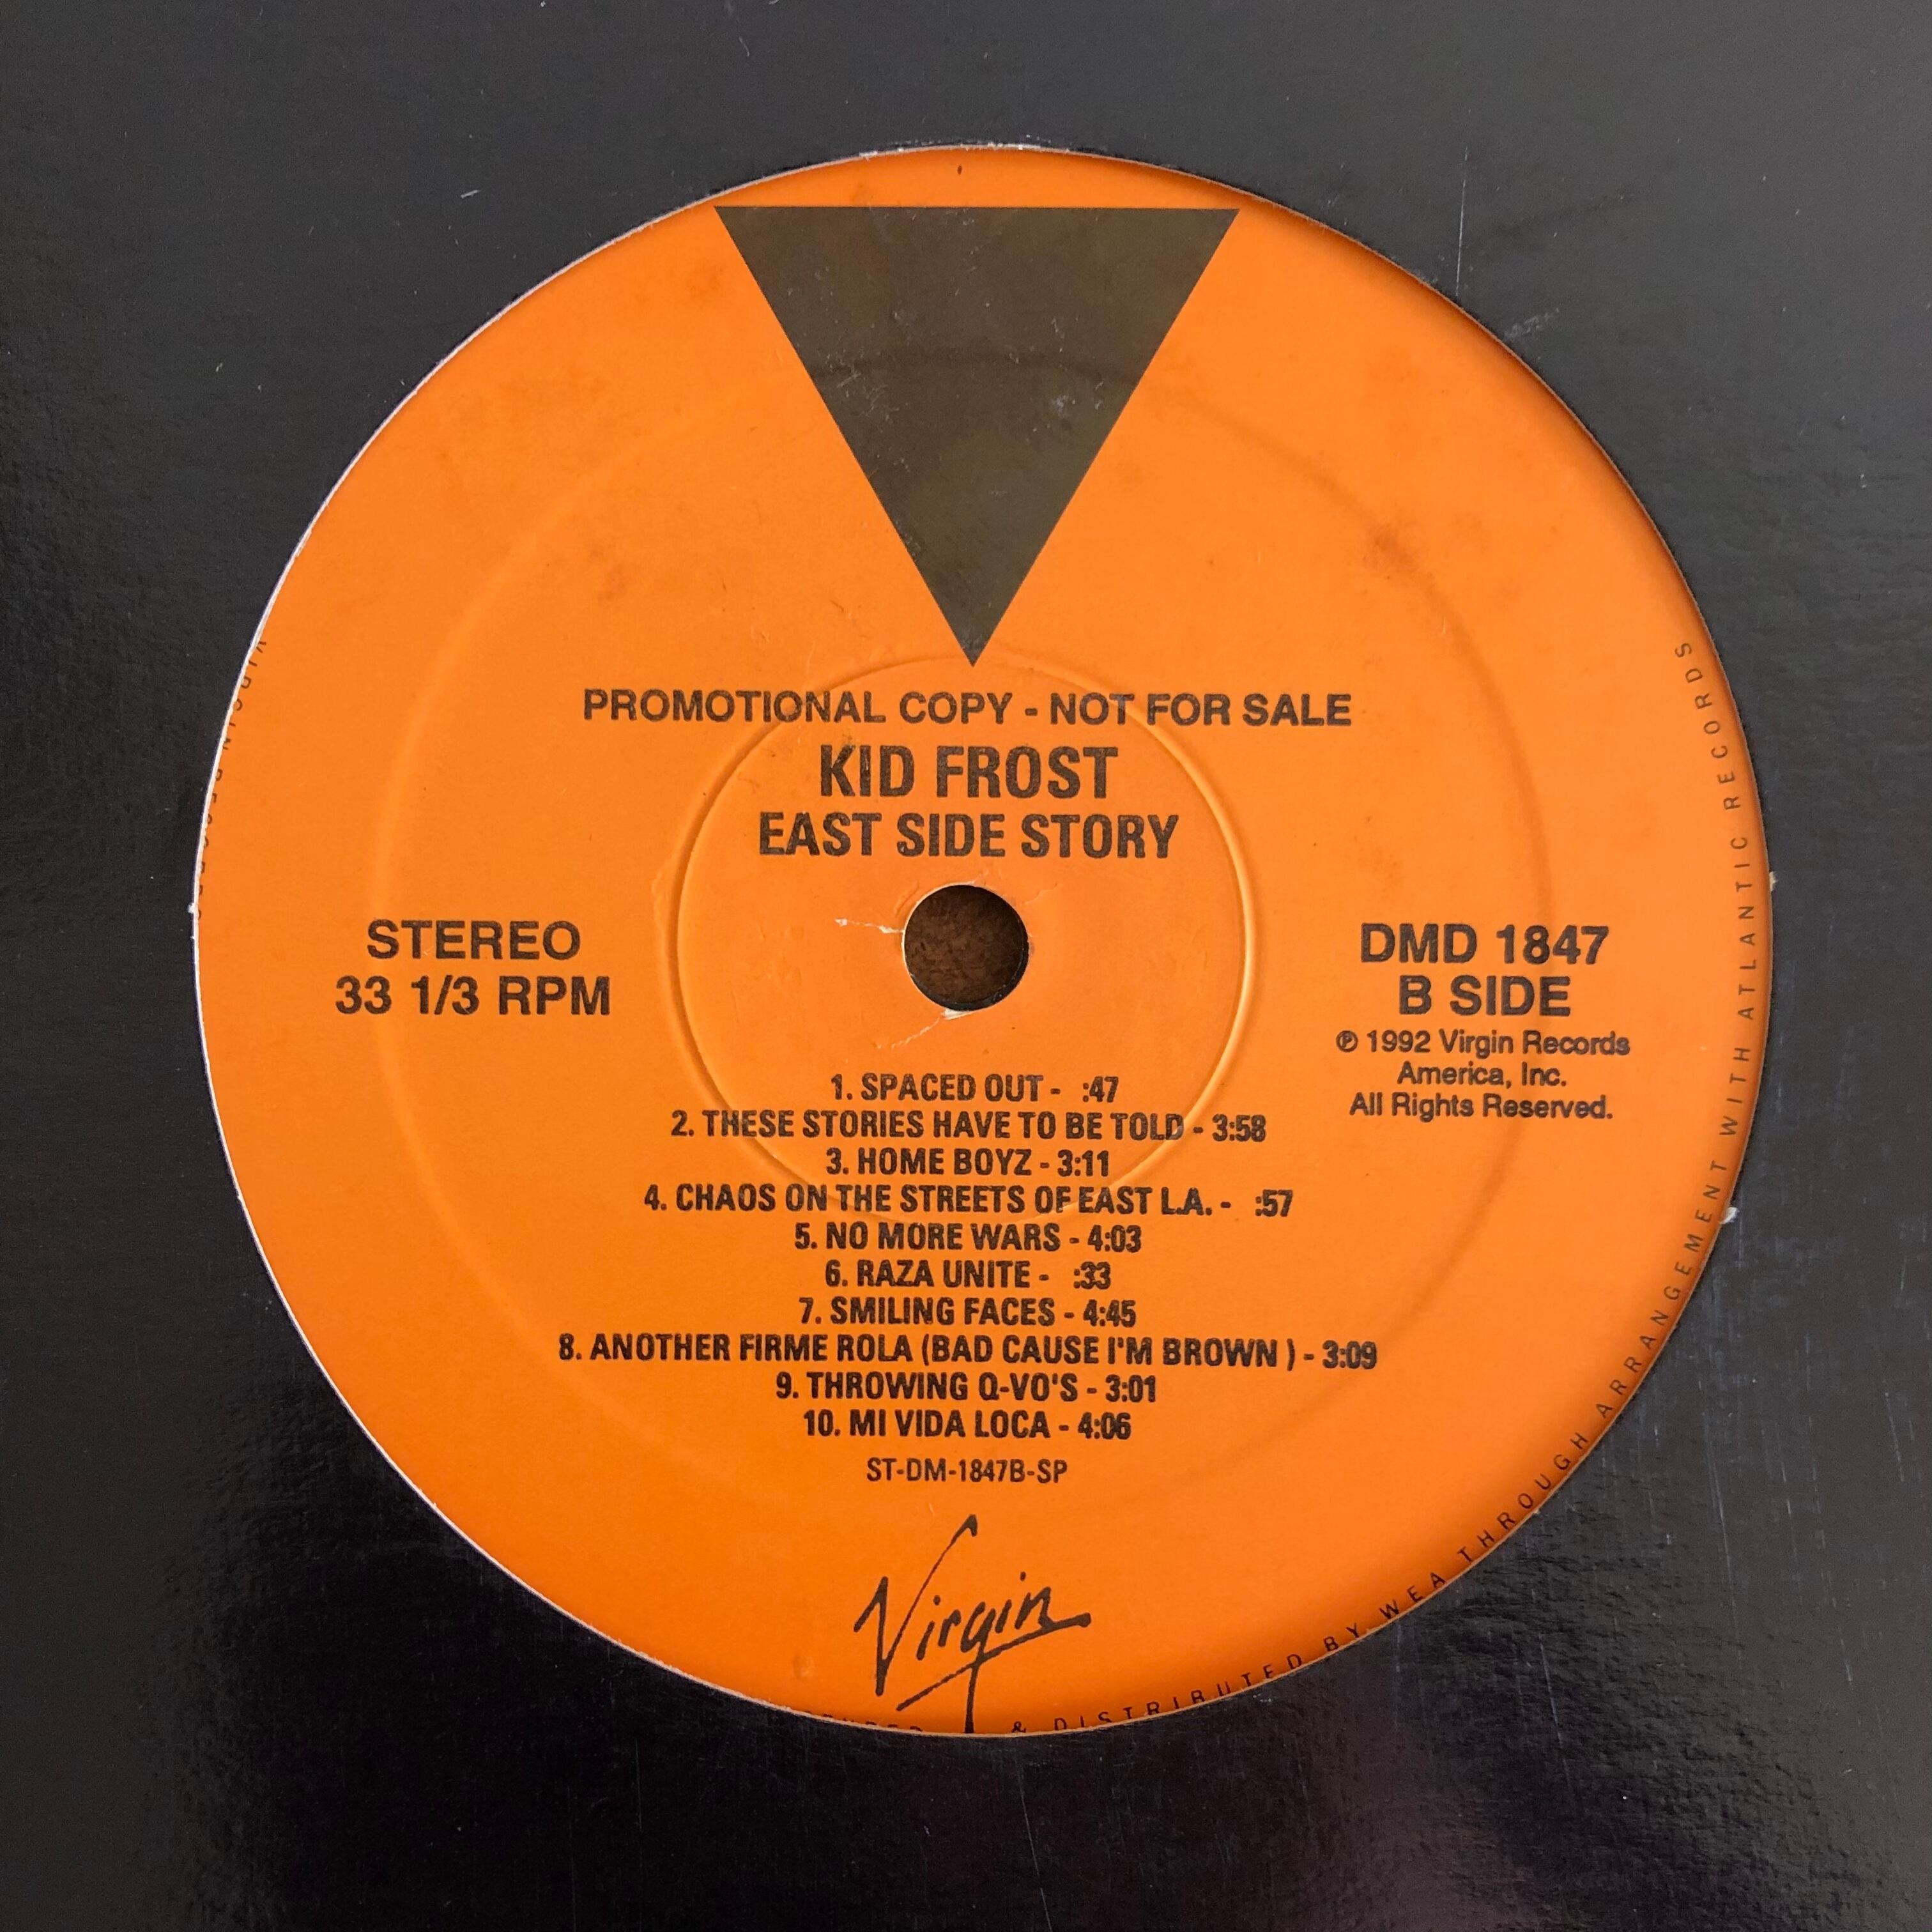 PROMOTIONAL COPY - NOT FOR SALE
KID FROST
EAST SIDE STORY
STEREO
33 1/3 RPM
DMD 1847
B SIDE
℗ 1992 Virgin Records
America, Inc.
All Rights Reserved.
1. SPACED OUT - :47
2. THESE STORIES HAVE TO BE TOLD - 3:58
3. HOME BOYZ - 3:11
4. CHAOS ON THE STREETS OF EAST L.A. - :57
5. NO MORE WARS - 4:03
6. RAZA UNITE - :33
7. SMILING FACES - 4:45
8. ANOTHER FIRME ROLA (BAD CAUSE I'M BROWN ) - 3:09
9. THROWING Q-VO'S - 3:01
10. MI VIDA LOCA - 4:06
ST-DM-1847B-SP
Virgin
& DISTRIBUTED BY WEA THROUGH ARRANGEMENT WITH ATLANTIC RECORDS